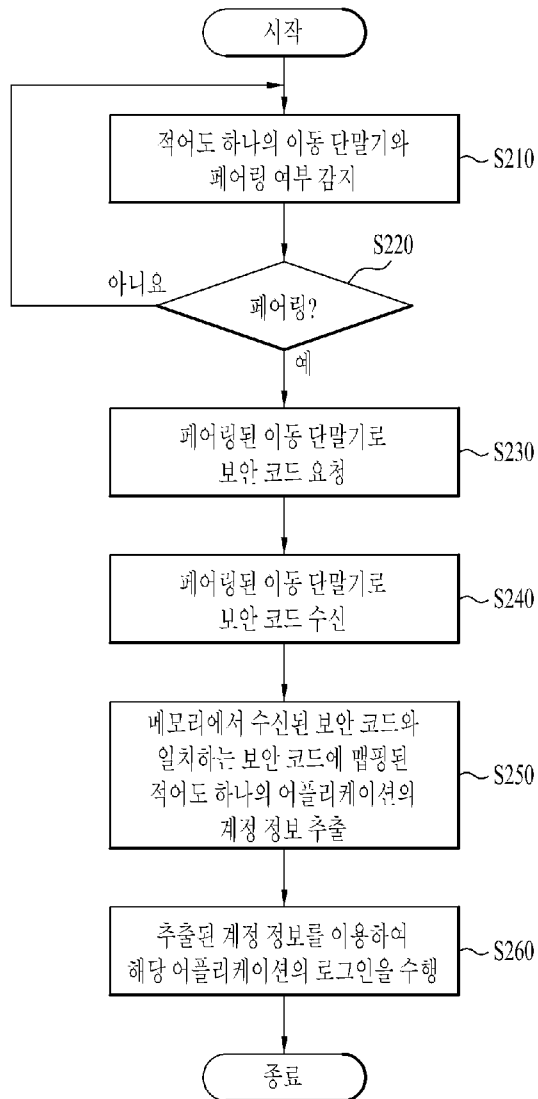 시작
적어도 하나의 이동 단말기와
페어링 여부 감지
S210
S220
아니요
페어링?
예
페어링된 이동 단말기로
보안 코드 요청
S230
페어링된 이동 단말기로
보안 코드 수신
S240
메모리에서 수신된 보안 코드와
일치하는 보안 코드에 맵핑된
적어도 하나의 어플리케이션의
계정 정보 추출
S250
추출된 계정 정보를 이용하여
해당 어플리케이션의 로그인을 수행
S260
종료